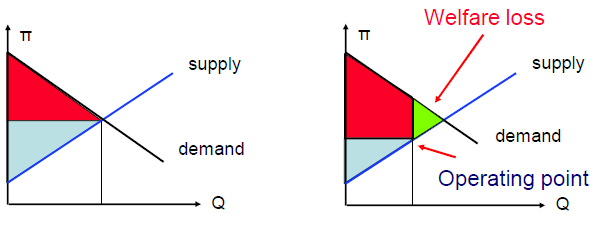 π
supply
demand
Q
Welfare loss
π
supply
demand
Operating point
Q